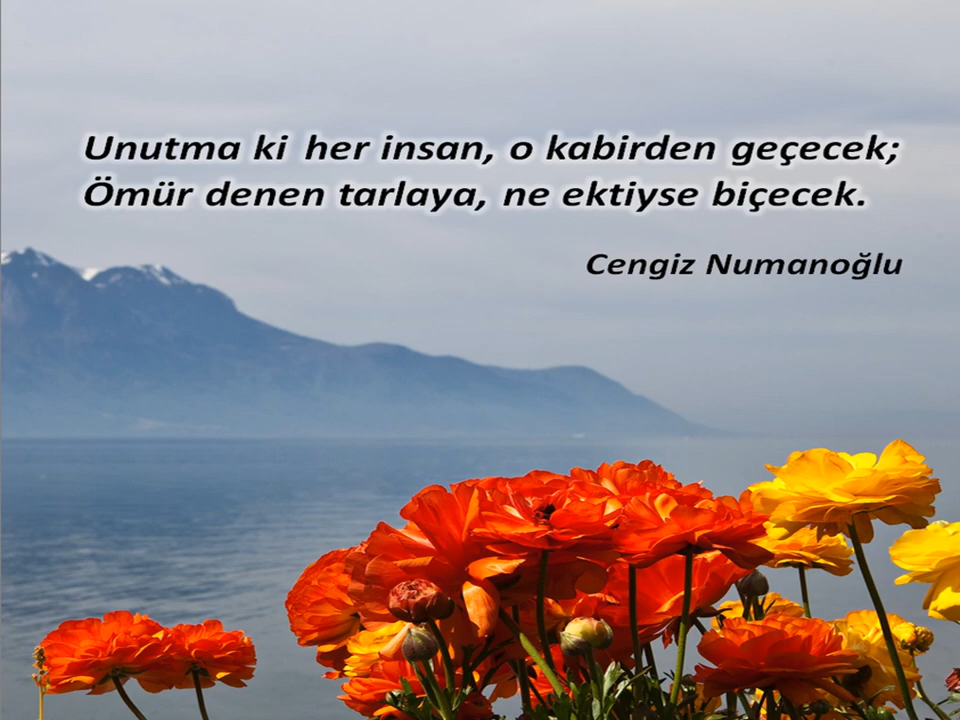 Unutma ki her insan, o kabirden geçecek;
Ömür denen tarlaya, ne ektiyse biçecek.
Cengiz Numanoğlu